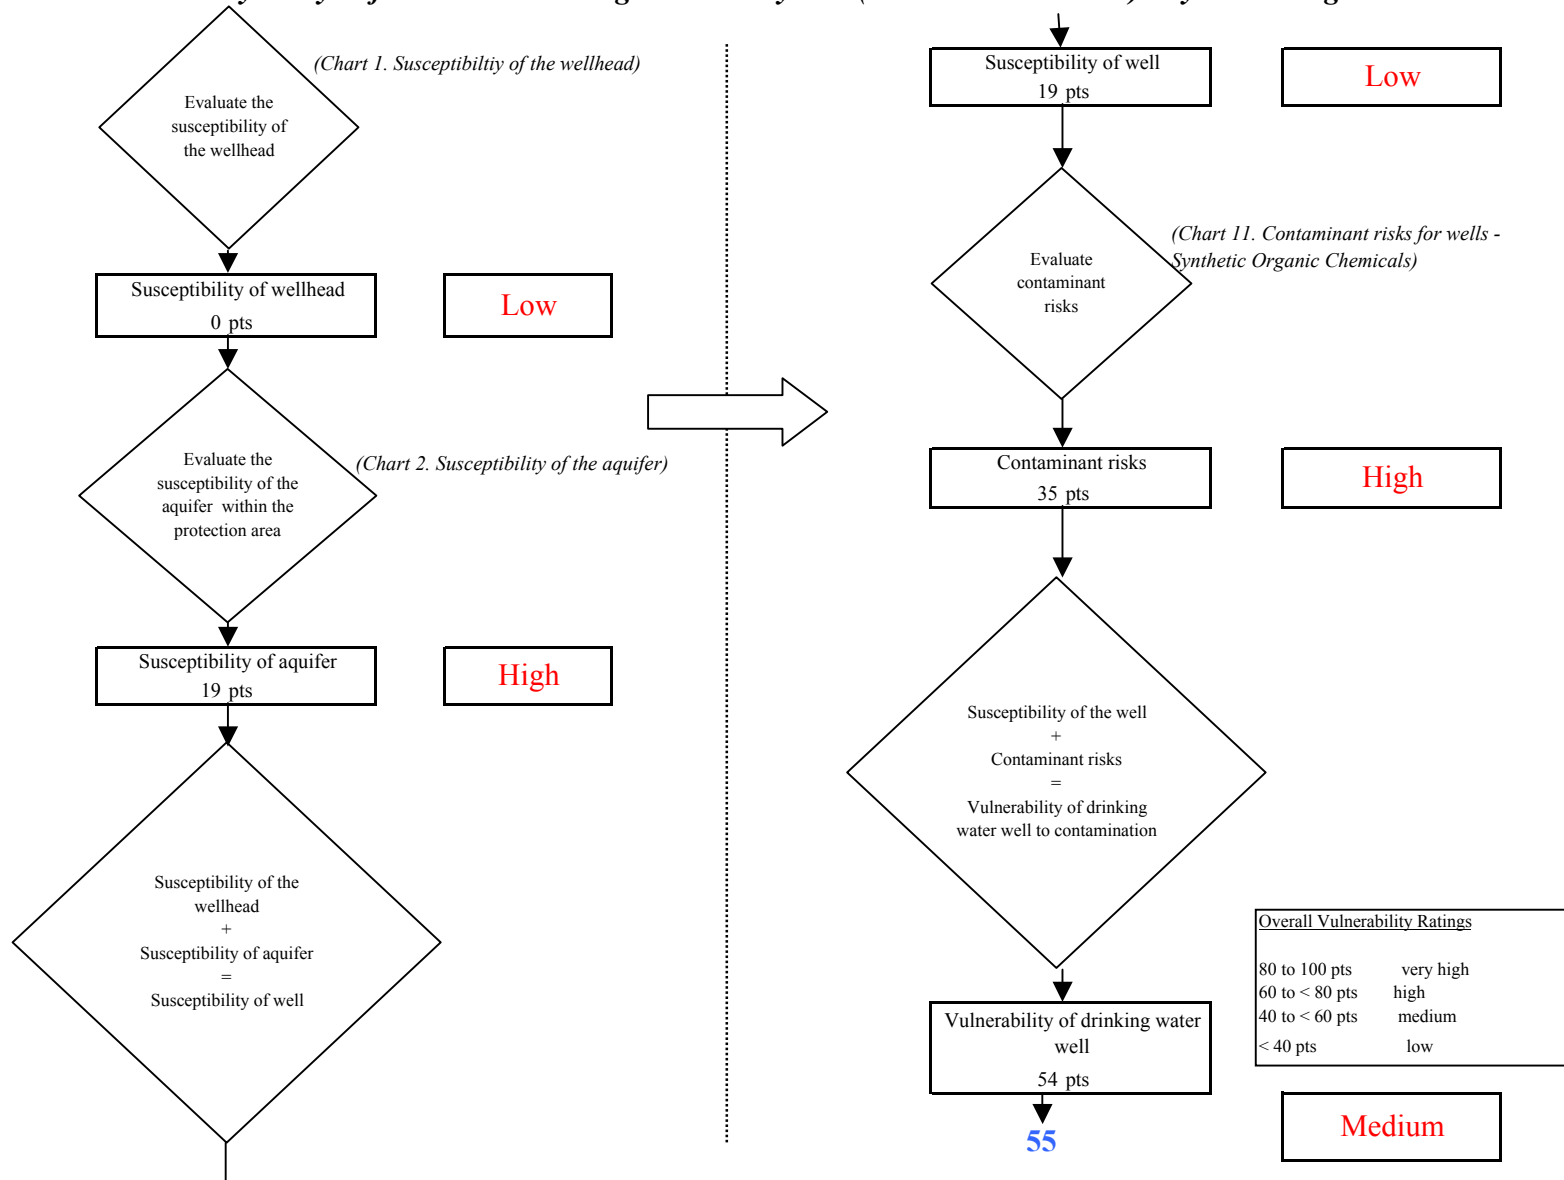 (Chart 1. Susceptibiltiy of the wellhead)
Evaluate the
susceptibility of
the wellhead
Susceptibility of wellhead
0 pts
Low
(Chart 2. Susceptibility of the aquifer)
Evaluate the
susceptibility of the
aquifer within the
protection area
Susceptibility of aquifer
19 pts
High
Susceptibility of the
wellhead
+
Susceptibility of aquifer
=
Susceptibility of well
Susceptibility of well
19 pts
Low
(Chart 11. Contaminant risks for wells -
Synthetic Organic Chemicals)
Evaluate
contaminant
risks
Contaminant risks
35 pts
High
Susceptibility of the well
+
Contaminant risks
=
Vulnerability of drinking
water well to contamination
Overall Vulnerability Ratings
80 to 100 pts very high
60 to < 80 pts high
40 to < 60 pts medium
< 40 pts low
Vulnerability of drinking water
well
54 pts
55
Medium